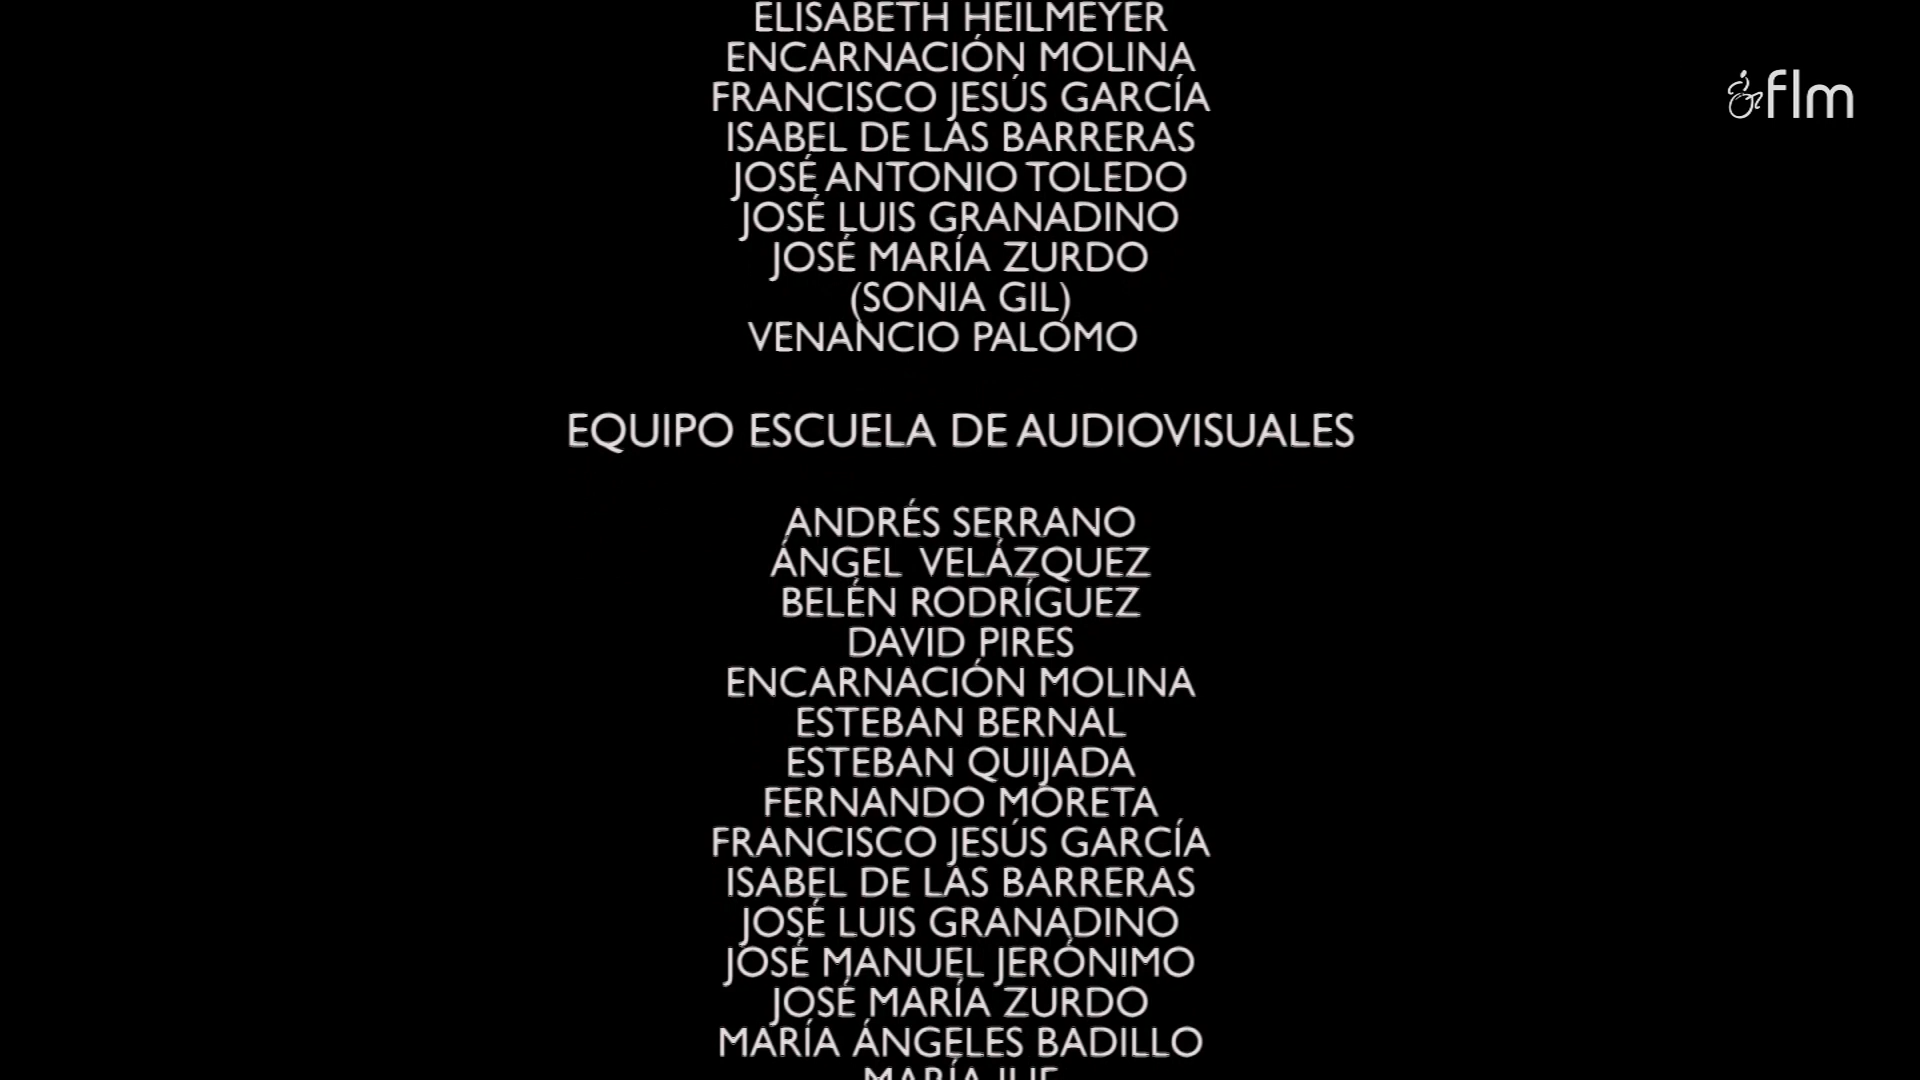 ELISABETH HEILMEYER
ENCARNACIÓN MOLINA
FRANCISCO JESÚS GARCÍA
ISABEL DE LAS BARRERAS
JOSÉ ANTONIO TOLEDO
JOSÉ LUIS GRANADINO
JOSÉ MARÍA ZURDO
(SONIA GIL)
VENANCIO PALOMO
flm
EQUIPO ESCUELA DE AUDIOVISUALES
ANDRÉS SERRANO
ÁNGEL VELÁZQUEZ
BELÉN RODRÍGUEZ
DAVID PIRES
ENCARNACIÓN MOLINA
ESTEBAN BERNAL
ESTEBAN QUIJADA
FERNANDO MORETA
FRANCISCO JESÚS GARCÍA
ISABEL DE LAS BARRERAS
JOSÉ LUIS GRANADINO
JOSÉ MANUEL JERÓNIMO
JOSÉ MARÍA ZURDO
MARÍA ÁNGELES BADILLO
MARÍA